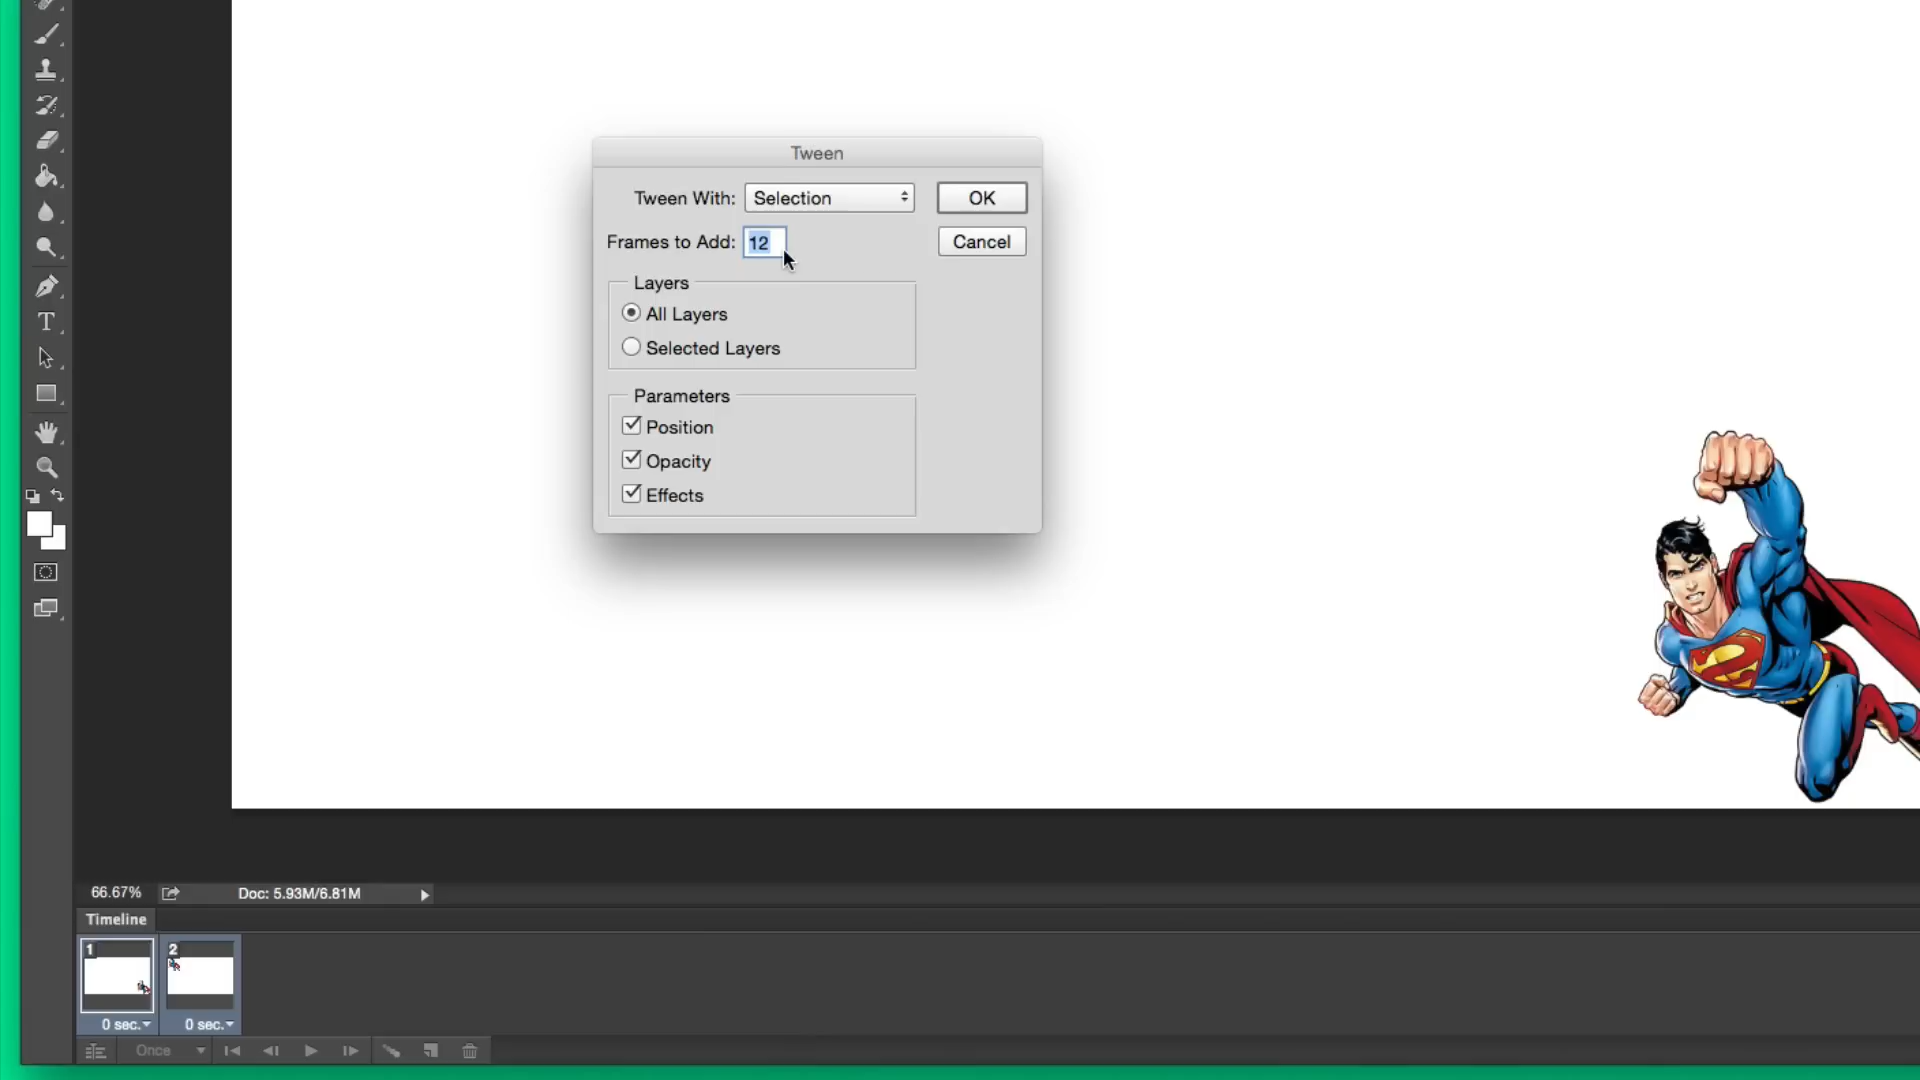 Tween
Tween With: Selection OK
Frames to Add: 12 Cancel
Layers
All Layers
Selected Layers
Parameters
Position
Opacity
Effects
T
S
66.67% Doc: 5.93M/6.81M
Timeline
1 2
0 sec. 0 sec.
Once